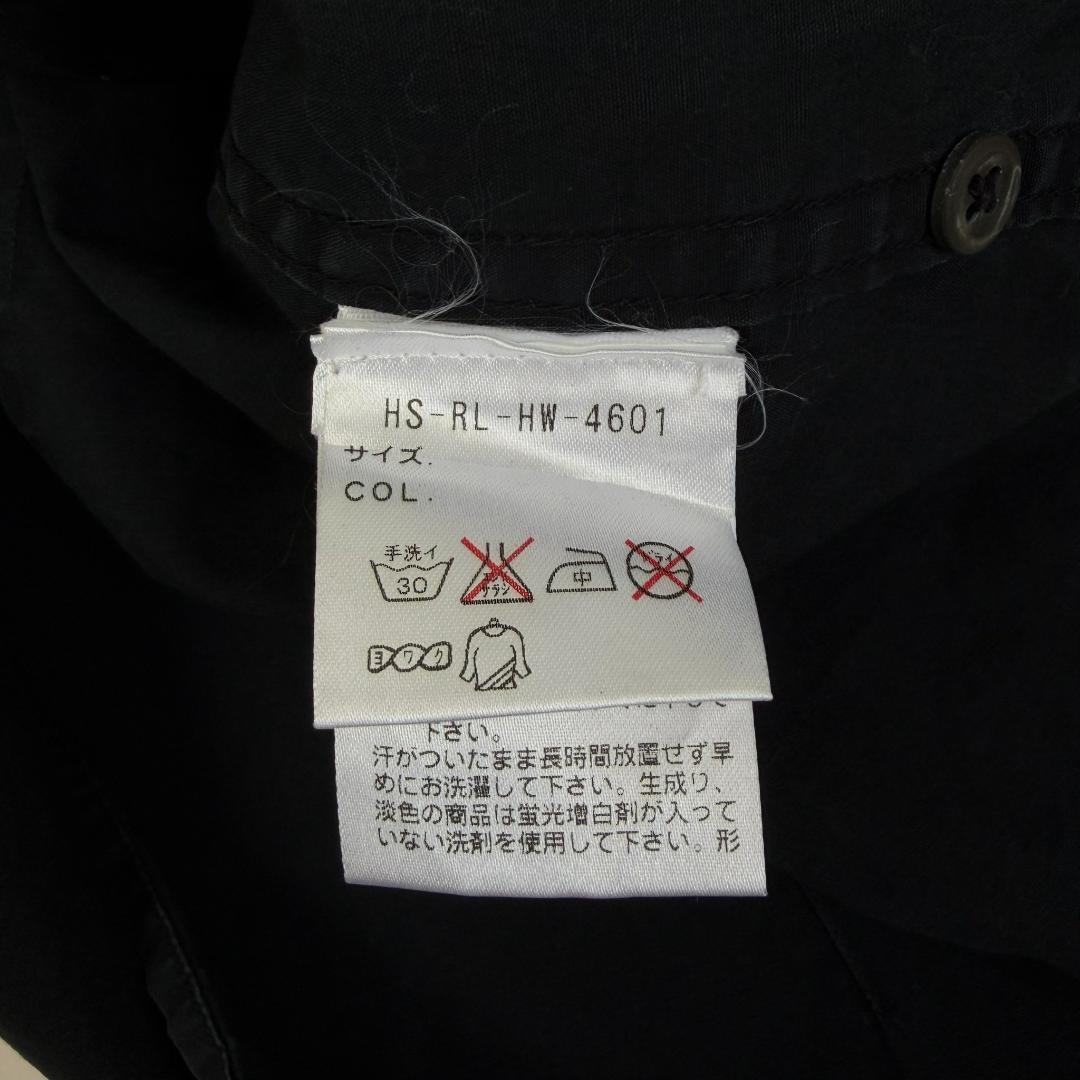 HS-RL-HW-4601
サイズ.
COL.
手洗イ
30
中
ドライ
ヨワク
下さい。
汗がついたまま長時間放置せず早
めにお洗濯して下さい。生成り、
淡色の商品は蛍光増白剤が入って
いない洗剤を使用して下さい。形